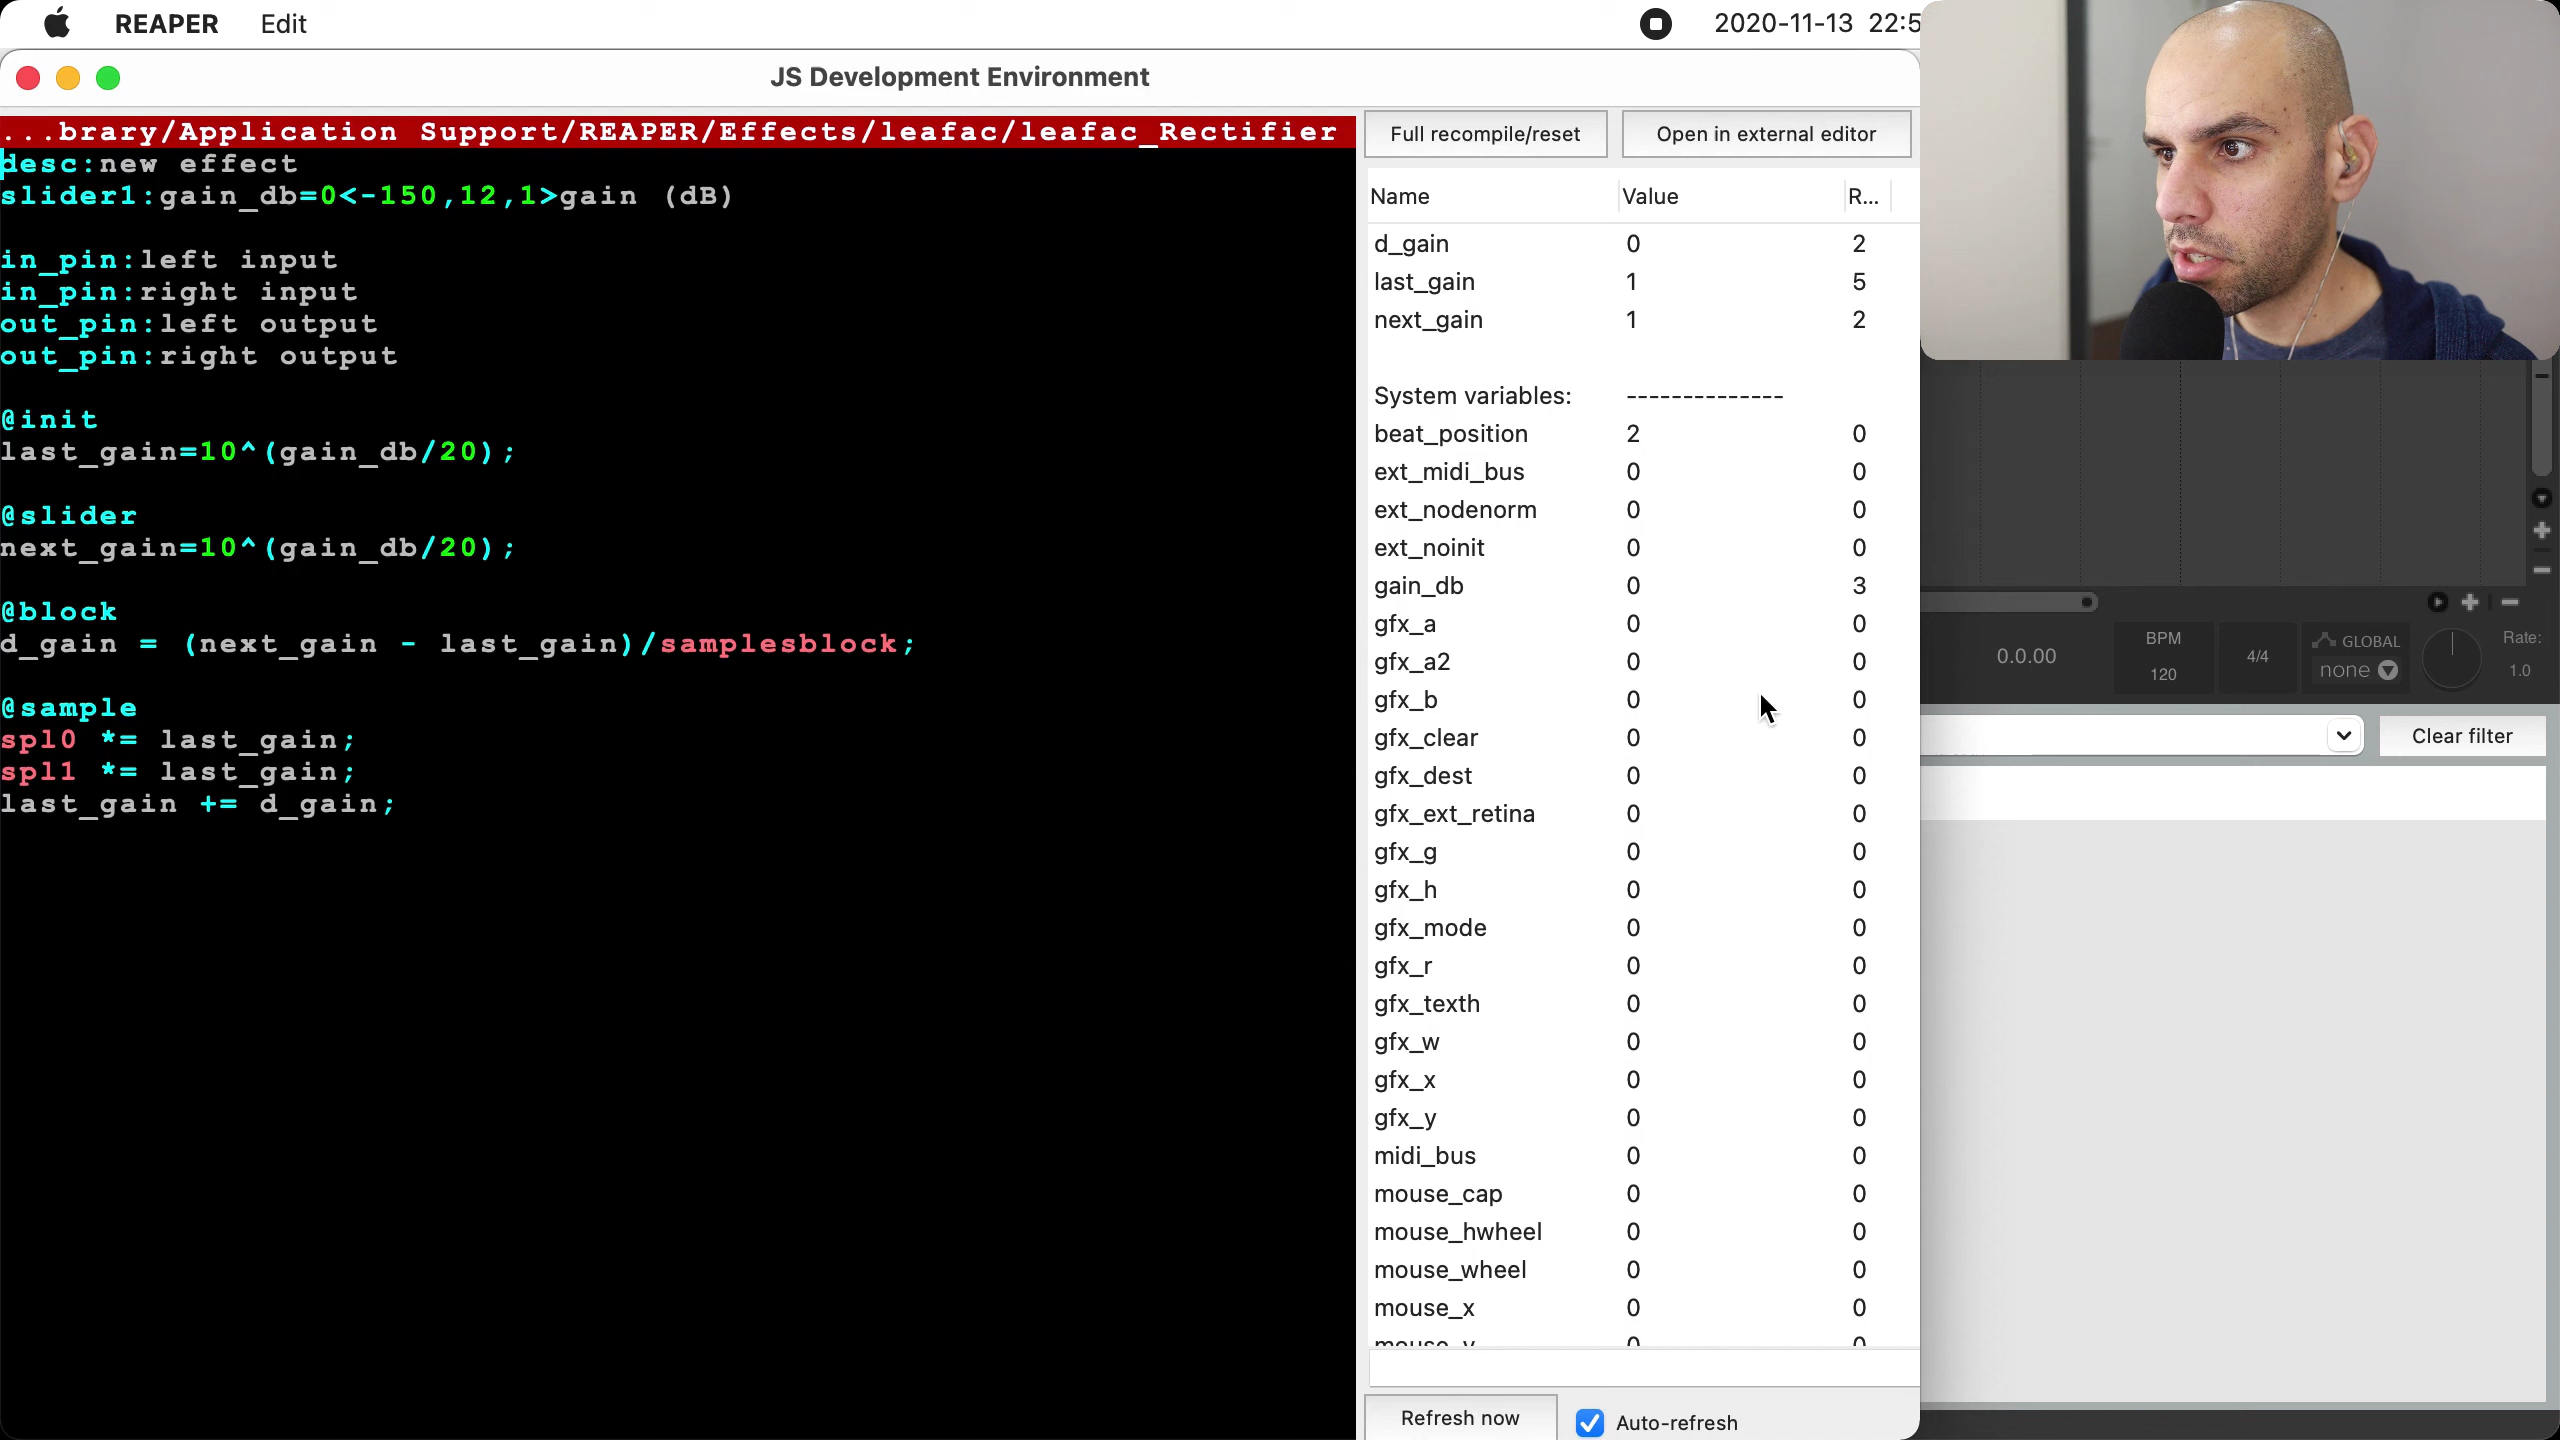 REAPER Edit 2020-11-13 22:5
JS Development Environment
...brary/Application Support/REAPER/Effects/leafac/leafac_Rectifier
desc:new effect
slider1:gain_db=0<-150,12,1>gain (dB)
in_pin:left input
in_pin:right input
out_pin:left output
out_pin:right output
@init
last_gain=10^(gain_db/20);
@slider
next_gain=10^(gain_db/20);
@block
d_gain = (next_gain - last_gain)/samplesblock;
@sample
spl0 *= last_gain;
spl1 *= last_gain;
last_gain += d_gain;
Full recompile/reset Open in external editor
Name Value R...
d_gain 0 2
last_gain 1 5
next_gain 1 2
System variables: --------------
beat_position 2 0
ext_midi_bus 0 0
ext_nodenorm 0 0
ext_noinit 0 0
gain_db 0 3
gfx_a 0 0
gfx_a2 0 0
gfx_b 0 0
gfx_clear 0 0
gfx_dest 0 0
gfx_ext_retina 0 0
gfx_g 0 0
gfx_h 0 0
gfx_mode 0 0
gfx_r 0 0
gfx_texth 0 0
gfx_w 0 0
gfx_x 0 0
gfx_y 0 0
midi_bus 0 0
mouse_cap 0 0
mouse_hwheel 0 0
mouse_wheel 0 0
mouse_x 0 0
Refresh now Auto-refresh
0.0.00
BPM
120
4/4
GLOBAL
none
Rate:
1.0
Clear filter